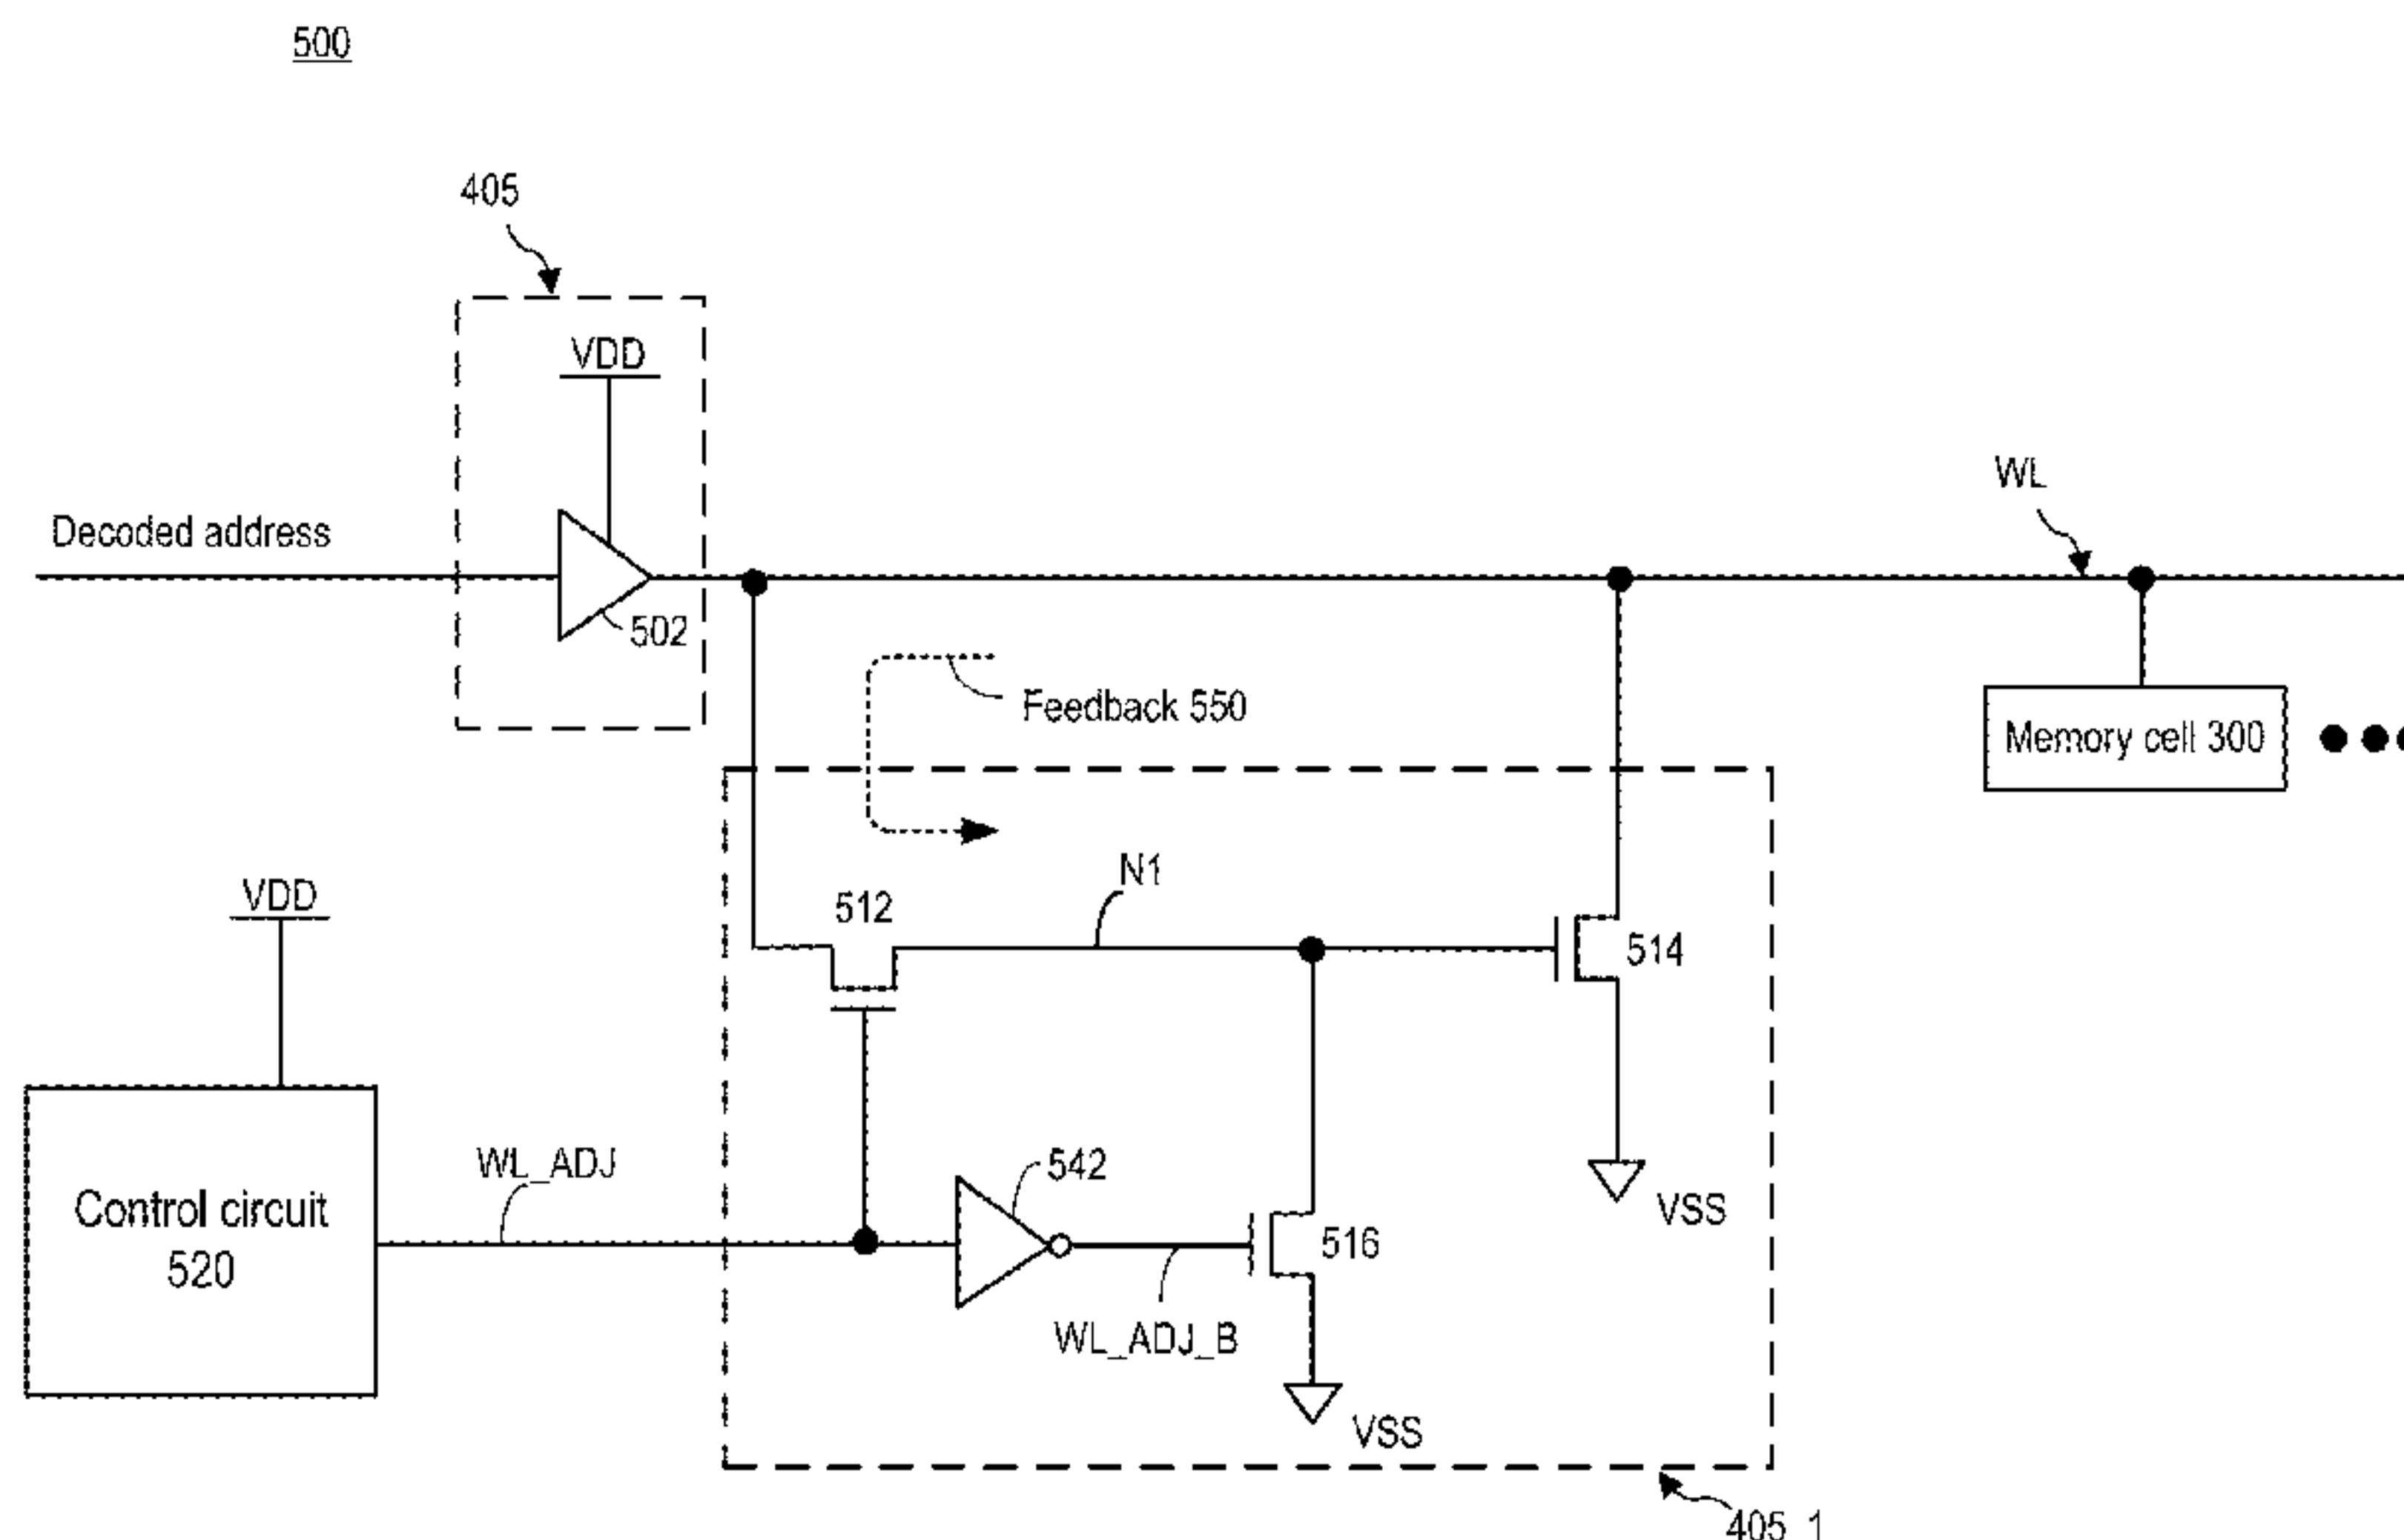 500
405
VDD
Decoded address
502
WL
Feedback 550
Memory cell 300
N1
VDD
512
514
WL_ADJ
542
Control circuit
520
516
VSS
WL_ADJ_B
VSS
405_1